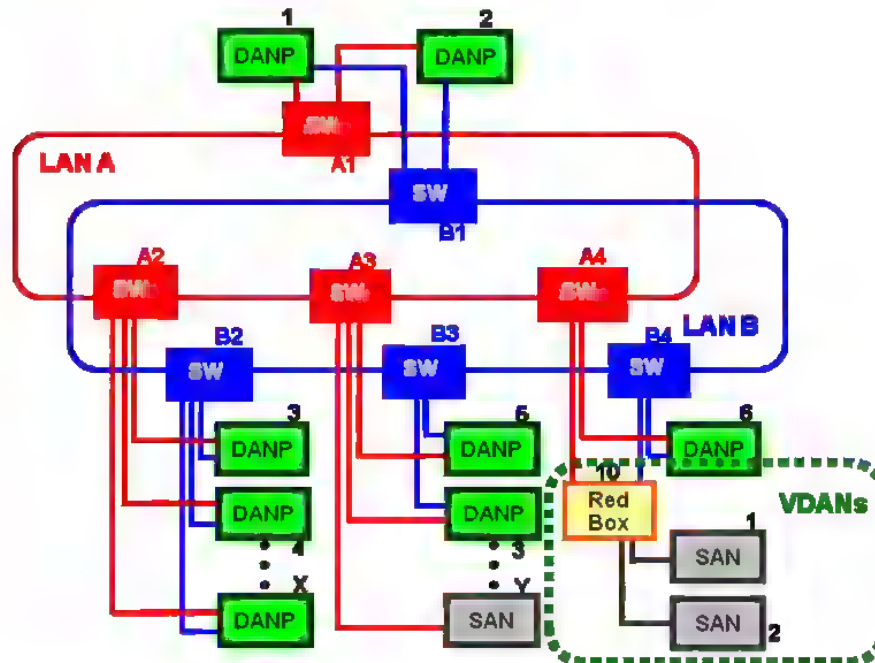 1
2
DANP
DANP
SW
A1
LAN A
SW
B1
A2
A3
A4
SW
SW
SW
LAN B
B2
B3
B4
SW
SW
SW
3
5
6
DANP
DANP
DANP
10
VDANs
Red
Box
1
DANP
DANP
4
3
SAN
X
Y
DANP
SAN
SAN
2